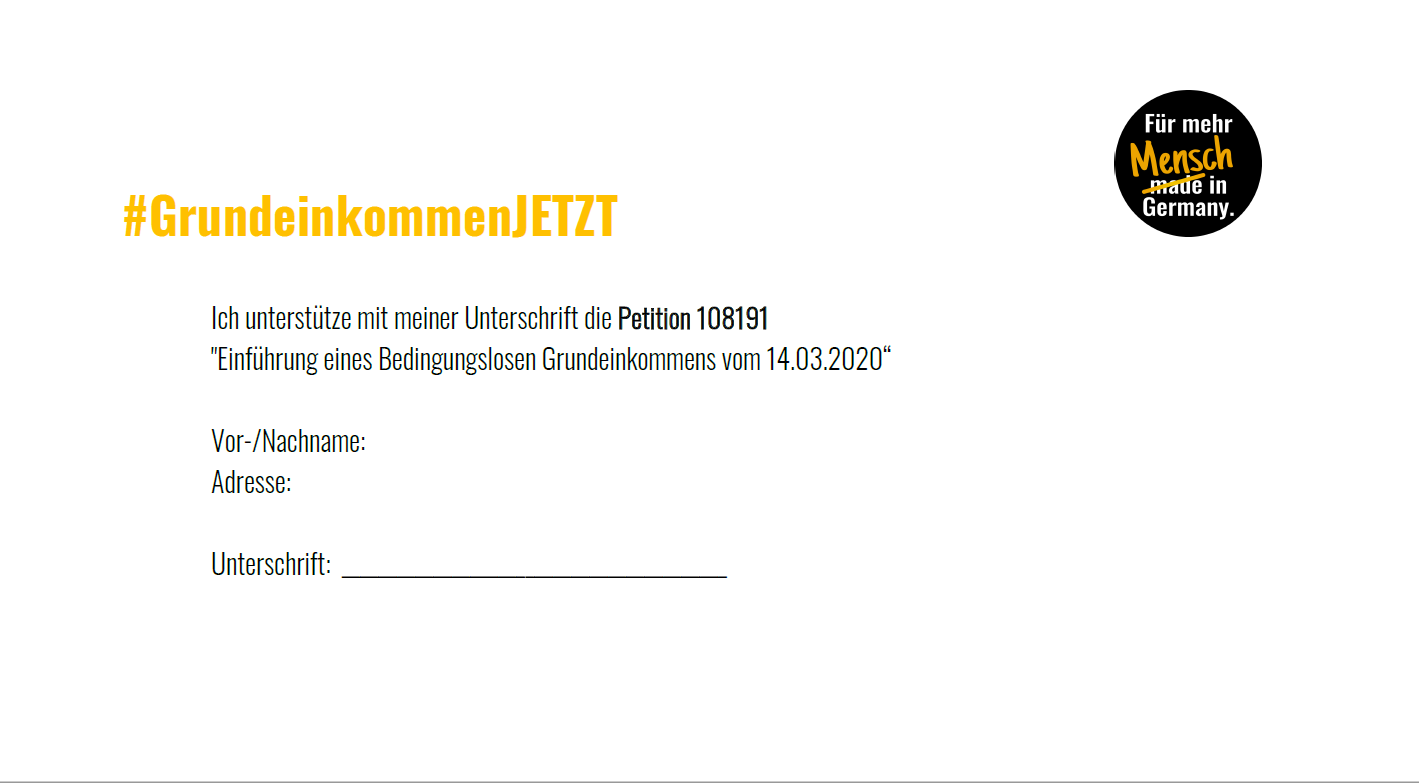 Für mehr
Mensch
made in
Germany.
#GrundeinkommenJETZT
Ich unterstütze mit meiner Unterschrift die Petition 108191
"Einführung eines Bedingungslosen Grundeinkommens vom 14.03.2020“
Vor-/Nachname:
Adresse:
Unterschrift: ______________________________